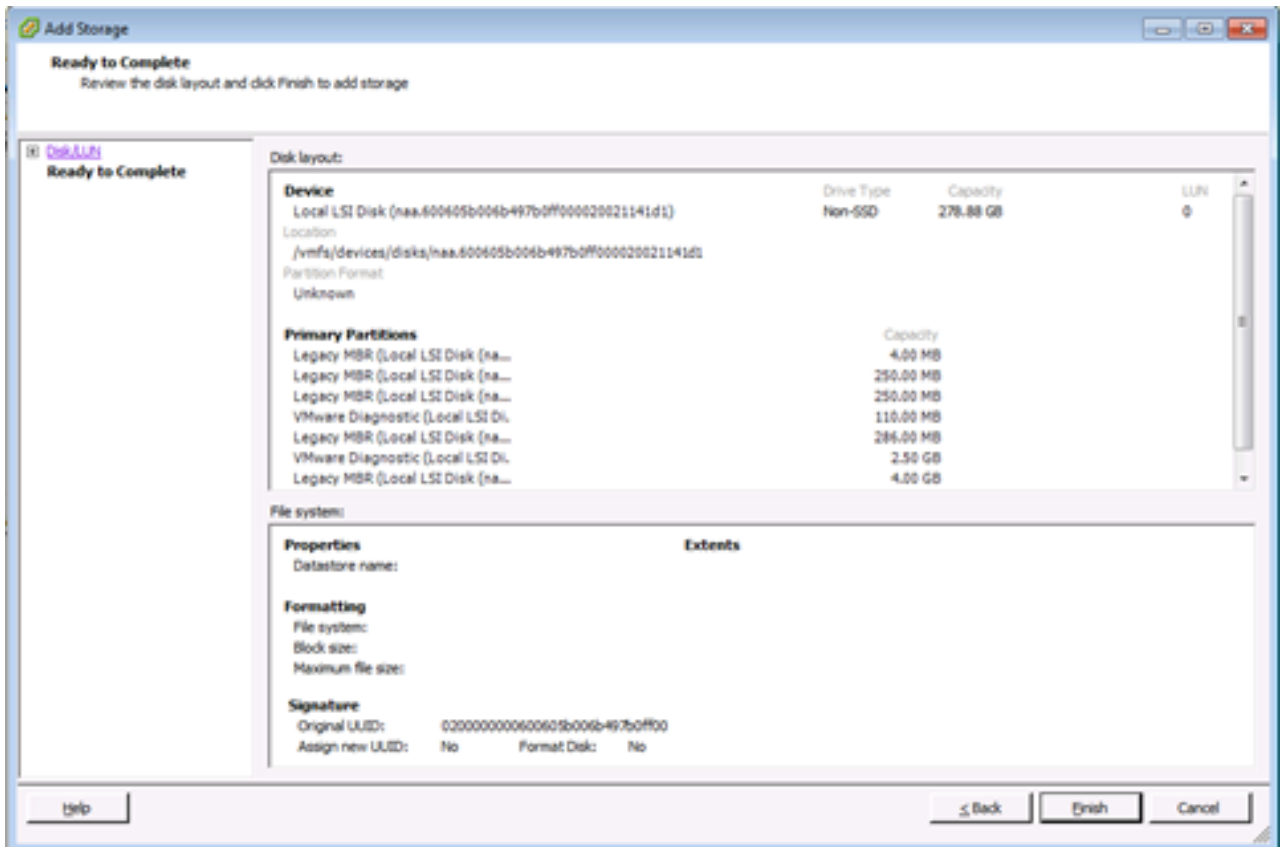 Add Storage
Ready to Complete
Review the disk layout and click Finish to add storage
Disk/LUN
Ready to Complete
Disk layout:
Device Drive Type Capacity LUN
Local LSI Disk (naa.600605b006b497b0ff000020021141d1) Non-SSD 278.88 GB 0
Location
/vmfs/devices/disks/naa.600605b006b497b0ff000020021141d1
Partition Format
Unknown
Primary Partitions Capacity
Legacy MBR (Local LSI Disk (na... 4.00 MB
Legacy MBR (Local LSI Disk (na... 250.00 MB
Legacy MBR (Local LSI Disk (na... 250.00 MB
VMware Diagnostic (Local LSI Di. 110.00 MB
Legacy MBR (Local LSI Disk (na... 286.00 MB
VMware Diagnostic (Local LSI Di. 2.50 GB
Legacy MBR (Local LSI Disk (na... 4.00 GB
File system:
Properties Extents
Datastore name:
Formatting
File system:
Block size:
Maximum file size:
Signature
Original UUID: 0200000000600605b006b497b0ff00
Assign new UUID: No Format Disk: No
Help < Back Finish Cancel